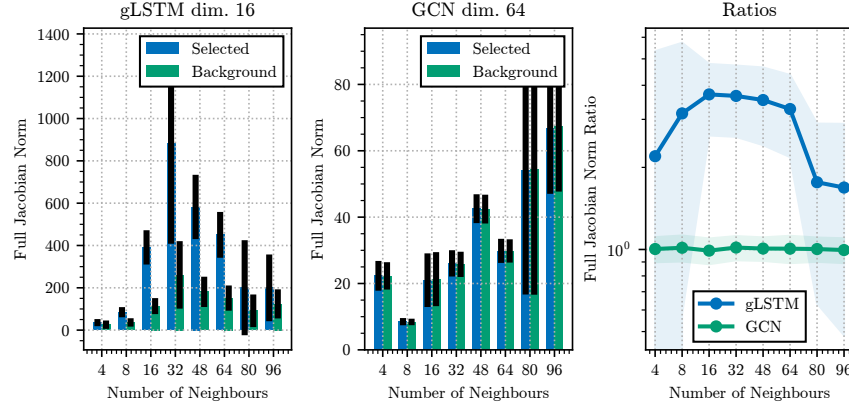 gLSTM dim. 16
1400
1200
1000
800
600
400
200
0
Full Jacobian Norm
Selected
Background
4 8 16 32 48 64 80 96
Number of Neighbours
GCN dim. 64
80
60
40
20
0
Full Jacobian Norm
Selected
Background
4 8 16 32 48 64 80 96
Number of Neighbours
Ratios
10^0
Full Jacobian Norm Ratio
gLSTM
GCN
4 8 16 32 48 64 80 96
Number of Neighbours